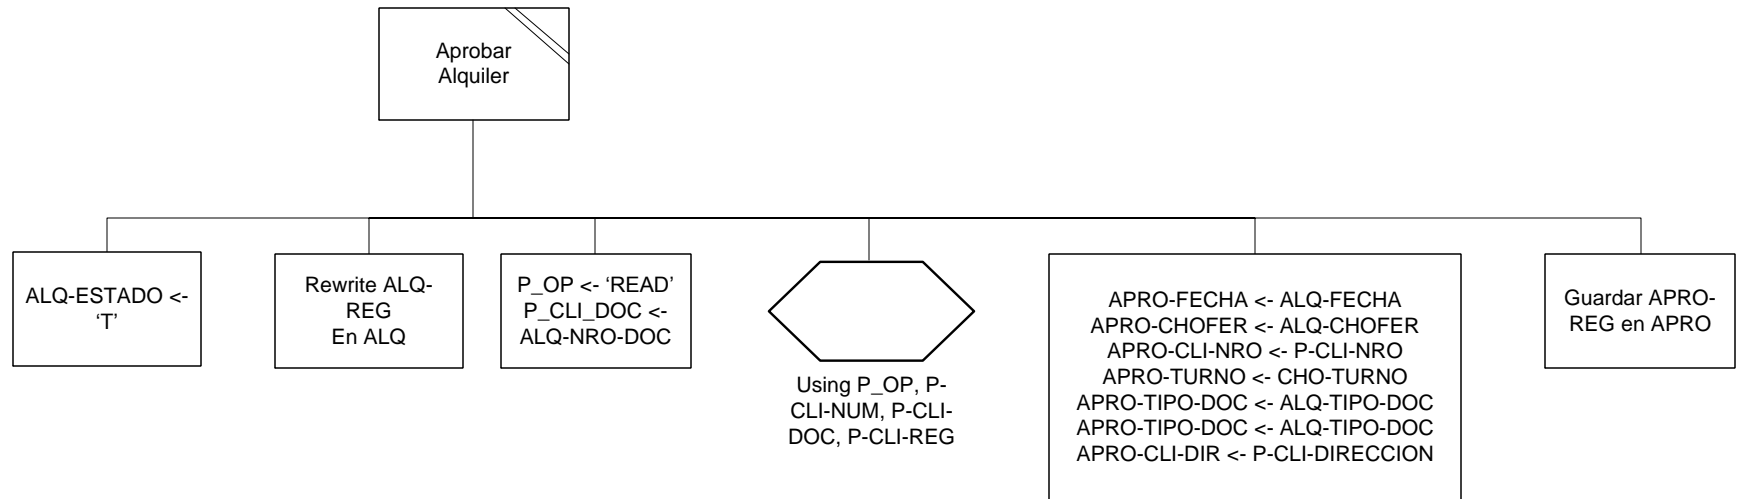 Aprobar
Alquiler
ALQ-ESTADO <-
‘T’
Rewrite ALQ-
REG
En ALQ
P_OP <- ‘READ’
P_CLI_DOC <-
ALQ-NRO-DOC
Using P_OP, P-
CLI-NUM, P-CLI-
DOC, P-CLI-REG
APRO-FECHA <- ALQ-FECHA
APRO-CHOFER <- ALQ-CHOFER
APRO-CLI-NRO <- P-CLI-NRO
APRO-TURNO <- CHO-TURNO
APRO-TIPO-DOC <- ALQ-TIPO-DOC
APRO-TIPO-DOC <- ALQ-TIPO-DOC
APRO-CLI-DIR <- P-CLI-DIRECCION
Guardar APRO-
REG en APRO